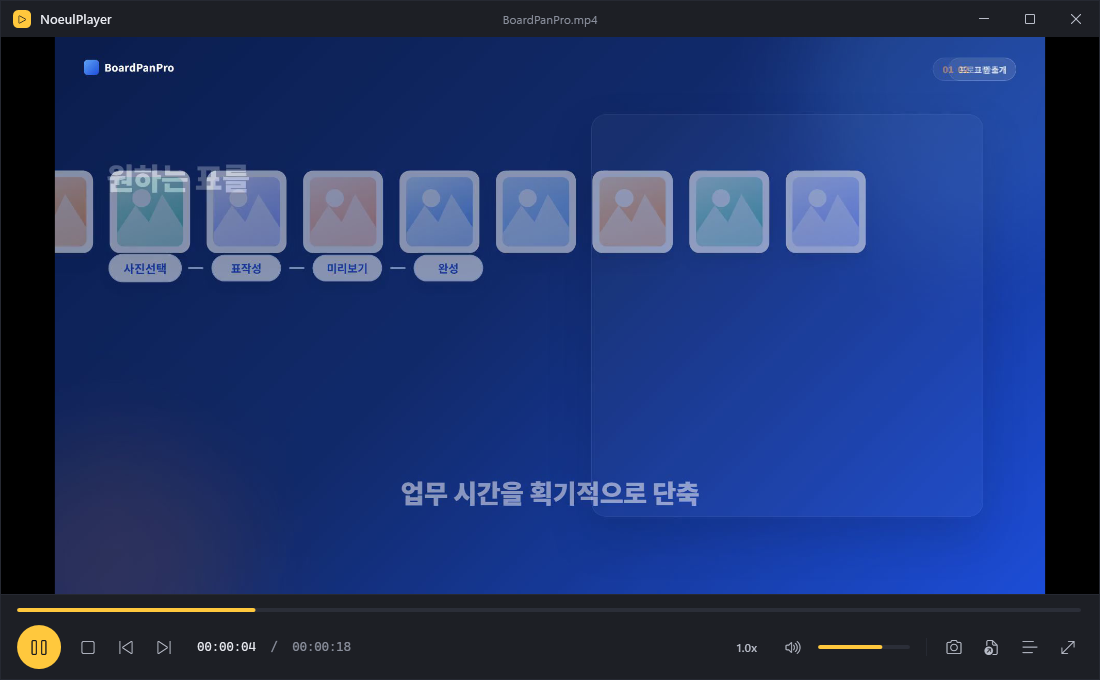 NoeulPlayer
BoardPanPro.mp4
BoardPanPro
01
원하는 표를
사진선택
표작성
미리보기
완성
업무 시간을 획기적으로 단축
00:00:04 / 00:00:18
1.0x